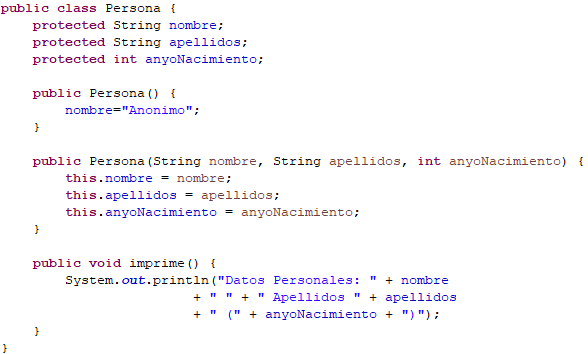 public class Persona {
    protected String nombre;
    protected String apellidos;
    protected int anyoNacimiento;

    public Persona() {
        nombre="Anonimo";
    }

    public Persona(String nombre, String apellidos, int anyoNacimiento) {
        this.nombre = nombre;
        this.apellidos = apellidos;
        this.anyoNacimiento = anyoNacimiento;
    }

    public void imprime() {
        System.out.println("Datos Personales: " + nombre
                        + " " + " Apellidos " + apellidos
                        + " (" + anyoNacimiento + ")");
    }
}